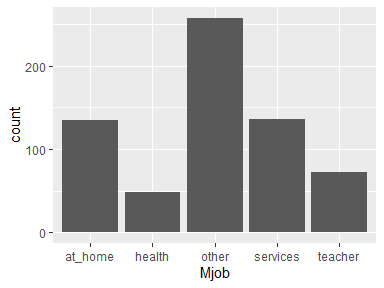 count
200
100
0
at_home health other services teacher
Mjob